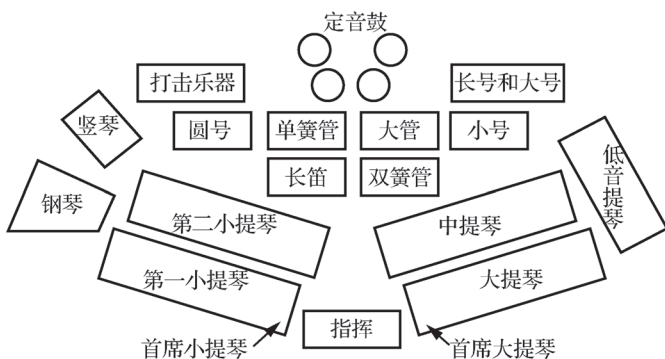 定音鼓
打击乐器
长号和大号
竖琴
圆号
单簧管
大管
小号
低音提琴
长笛
双簧管
钢琴
第二小提琴
中提琴
第一小提琴
大提琴
指挥
首席小提琴
首席大提琴